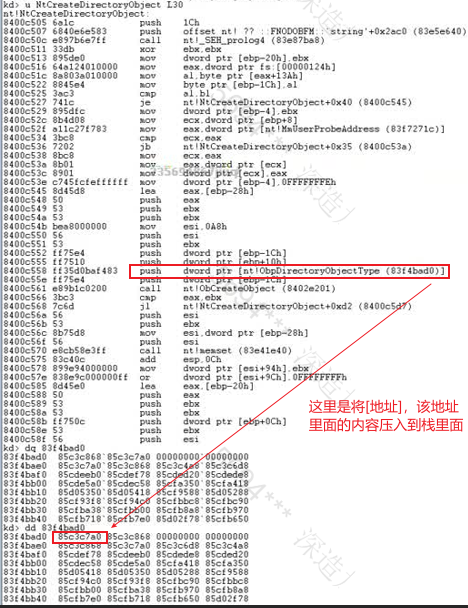 kd> u NtCreateDirectoryObject L30
nt!NtCreateDirectoryObject:
8400c505 6a1c            push    1Ch
8400c507 6840e6e583      push    offset nt! ?? ::FNODOBFM::`string'+0x2ac0 (83e5e640)
8400c50c e897b6e7ff      call    nt!_SEH_prolog4 (83e87ba8)
8400c511 33db            xor     ebx,ebx
8400c513 895de0          mov     dword ptr [ebp-20h],ebx
8400c516 64a124010000    mov     eax,dword ptr fs:[00000124h]
8400c51c 8a803a010000    mov     al,byte ptr [eax+13Ah]
8400c522 8845e4          mov     byte ptr [ebp-1Ch],al
8400c525 3ac3            cmp     al,bl
8400c527 741c            je      nt!NtCreateDirectoryObject+0x40 (8400c545)
8400c529 895dfc          mov     dword ptr [ebp-4],ebx
8400c52c 8b4d08          mov     ecx,dword ptr [ebp+8]
8400c52f a11c27f783      mov     eax,dword ptr [nt!MmUserProbeAddress (83f7271c)]
8400c534 3bc8            cmp     ecx,eax
8400c536 7202            jb      nt!NtCreateDirectoryObject+0x35 (8400c53a)
8400c538 8bc8            mov     ecx,eax
8400c53a 8b01            mov     eax,dword ptr [ecx]
8400c53c 8901            mov     dword ptr [ecx],eax
8400c53e c745fcfeffffff  mov     dword ptr [ebp-4],0FFFFFFFEh
8400c545 8d45d8          lea     eax,[ebp-28h]
8400c548 50              push    eax
8400c549 53              push    ebx
8400c54a 53              push    ebx
8400c54b bea8000000      mov     esi,0A8h
8400c550 56              push    esi
8400c551 53              push    ebx
8400c552 ff75e4          push    dword ptr [ebp-1Ch]
8400c555 ff7510          push    dword ptr [ebp+10h]
8400c558 ff35d0baf483    push    dword ptr [nt!ObpDirectoryObjectType (83f4bad0)]
8400c55e ff75e4          push    dword ptr [ebp-1Ch]
8400c561 e89b1c0200      call    nt!ObCreateObject (8402e201)
8400c566 3bc3            cmp     eax,ebx
8400c568 7c6d            jl      nt!NtCreateDirectoryObject+0xd2 (8400c5d7)
8400c56a 56              push    esi
8400c56b 53              push    ebx
8400c56c 8b75d8          mov     esi,dword ptr [ebp-28h]
8400c56f 56              push    esi
8400c570 e8cb58e3ff      call    nt!memset (83e41e40)
8400c575 83c40c          add     esp,0Ch
8400c578 899e94000000    mov     dword ptr [esi+94h],ebx
8400c57e 838e9c000000ff  or      dword ptr [esi+9Ch],0FFFFFFFFh
8400c585 8d45e0          lea     eax,[ebp-20h]
8400c588 50              push    eax
8400c589 53              push    ebx
8400c58a 53              push    ebx
8400c58b ff750c          push    dword ptr [ebp+0Ch]
8400c58e 53              push    ebx
8400c58f 56              push    esi
这里是将[地址]，该地址
里面的内容压入到栈里面
kd> dq 83f4bad0
83f4bad0  85c3c868`85c3c7a0 00000000`00000000
83f4bae0  85c3c7a0`85c3c868 85c3c4a8`85c3c6d8
83f4baf0  85cdeeb0`85cdef78 85cded20`85cdede8
83f4bb00  85cde5a0`85cdec58 85cfa350`85cfa418
83f4bb10  85d05350`85d05418 85cf9588`85d05288
83f4bb20  85cf93f8`85cf94c0 85cfbbc8`85cfbc90
83f4bb30  85cfba38`85cfbb00 85cfb8a8`85cfb970
83f4bb40  85cfb718`85cfb7e0 85d02f78`85cfb650
kd> dd 83f4bad0
83f4bad0  85c3c7a0 85c3c868 00000000 00000000
83f4bae0  85c3c868 85c3c7a0 85c3c6d8 85c3c4a8
83f4baf0  85cdef78 85cdeeb0 85cdede8 85cded20
83f4bb00  85cdec58 85cde5a0 85cfa418 85cfa350
83f4bb10  85d05418 85d05350 85d05288 85cf9588
83f4bb20  85cf94c0 85cf93f8 85cfbc90 85cfbbc8
83f4bb30  85cfbb00 85cfba38 85cfb970 85cfb8a8
83f4bb40  85cfb7e0 85cfb718 85cfb650 85d02f78